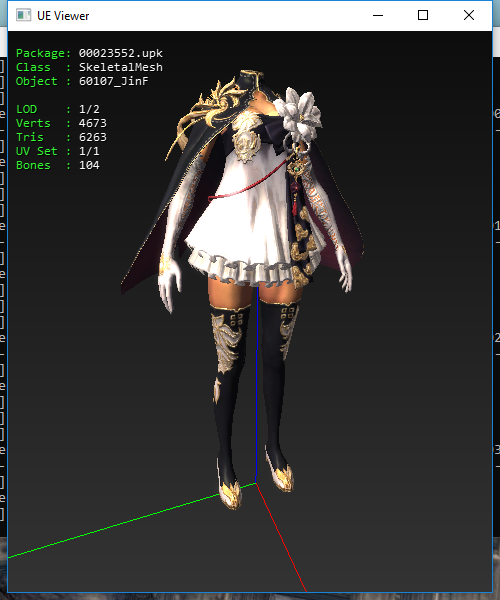 UE Viewer
Package: 00023552.upk
Class  : SkeletalMesh
Object : 60107_JinF
LOD    : 1/2
Verts  : 4673
Tris   : 6263
UV Set : 1/1
Bones  : 104